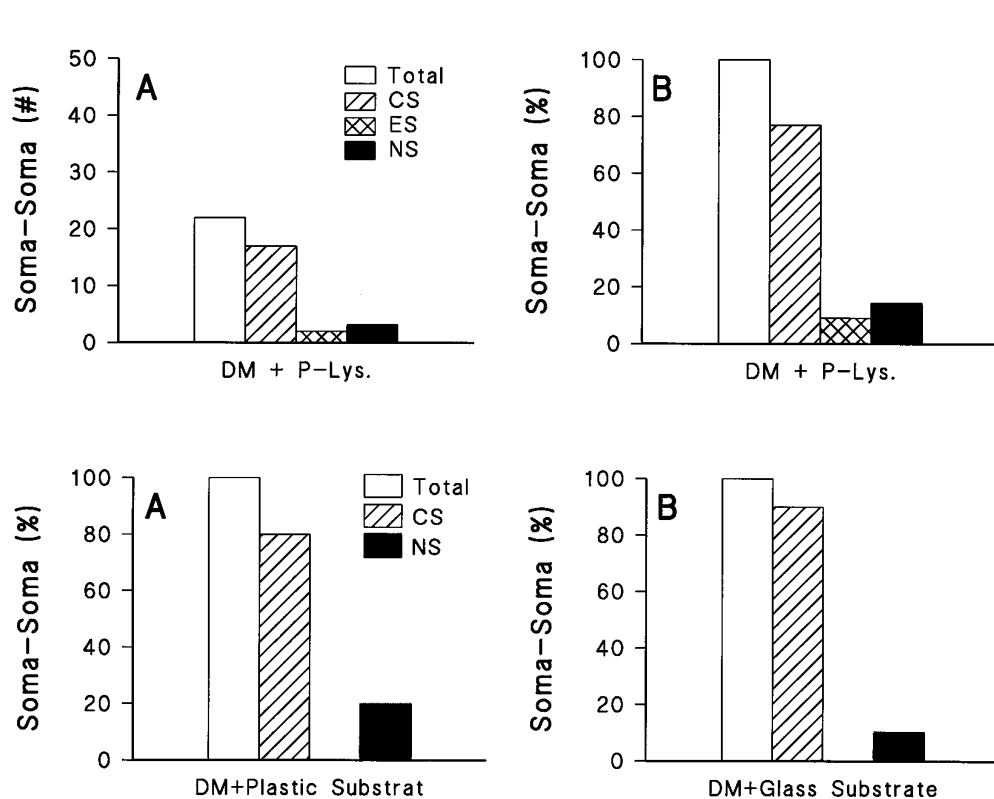 A
Soma-Soma (#)
50
40
30
20
10
0
Total
CS
ES
NS
DM + P-Lys.
B
Soma-Soma (%)
100
80
60
40
20
0
DM + P-Lys.
A
Soma-Soma (%)
100
80
60
40
20
0
Total
CS
NS
DM+Plastic Substrat
B
Soma-Soma (%)
100
80
60
40
20
0
DM+Glass Substrate